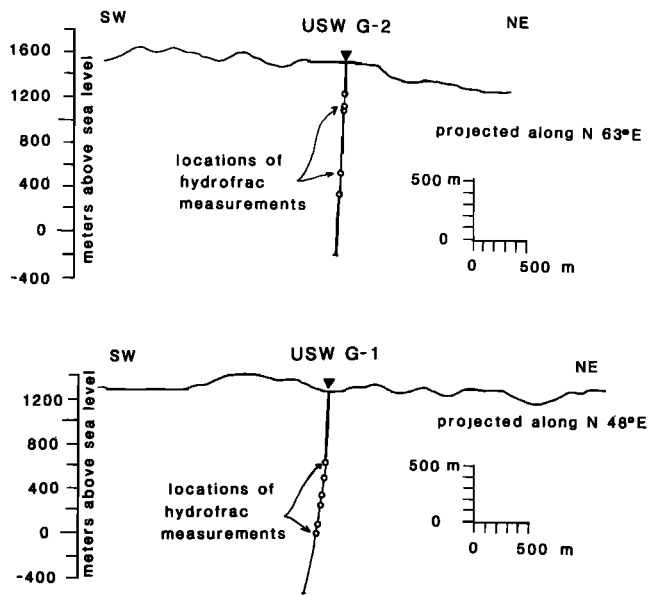 SW
USW G-2
NE
1600
1200
800
400
0
-400
meters above sea level
locations of
hydrofrac
measurements
projected along N 63°E
500 m
0
0 500 m
SW
USW G-1
NE
1200
800
400
0
-400
meters above sea level
locations of
hydrofrac
measurements
projected along N 48°E
500 m
0
0 500 m